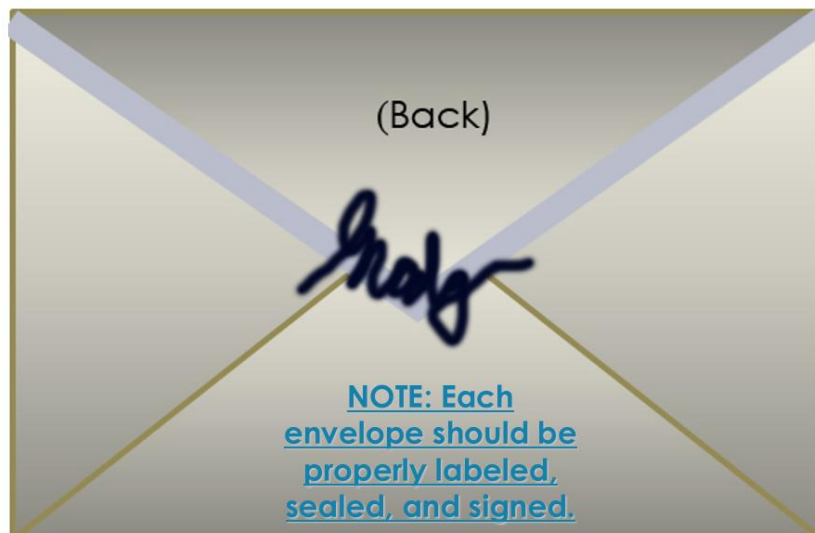 (Back)
NOTE: Each
envelope should be
properly labeled,
sealed, and signed.